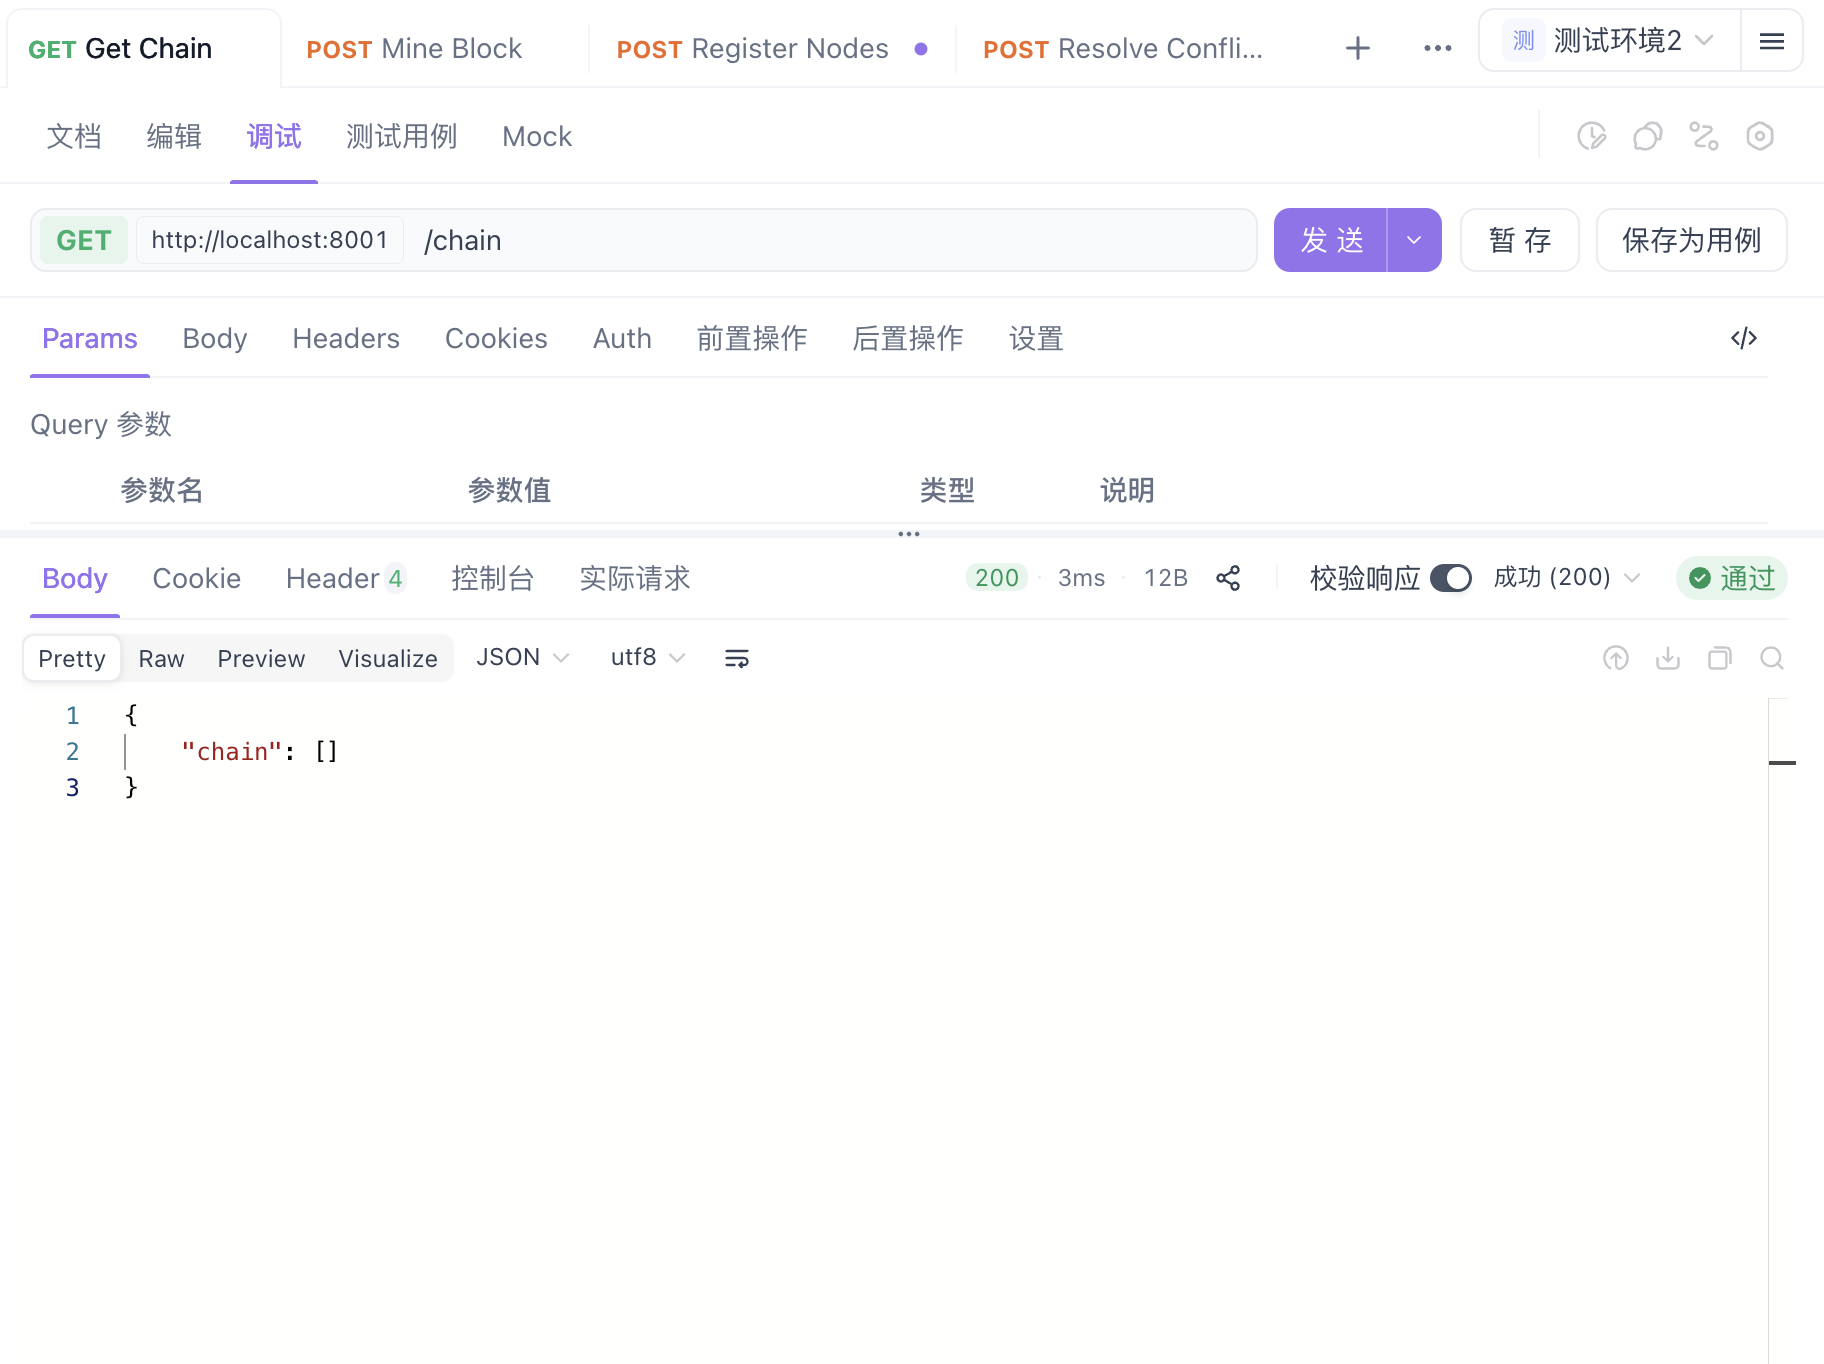 GET Get Chain POST Mine Block POST Register Nodes POST Resolve Confli... 测 测试环境2
文档 编辑 调试 测试用例 Mock
GET http://localhost:8001 /chain 发 送 暂 存 保存为用例
Params Body Headers Cookies Auth 前置操作 后置操作 设置
Query 参数
参数名 参数值 类型 说明
Body Cookie Header 4 控制台 实际请求 200 · 3ms · 12B 校验响应 成功 (200) 通过
Pretty Raw Preview Visualize JSON utf8
1 {
2 "chain": []
3 }